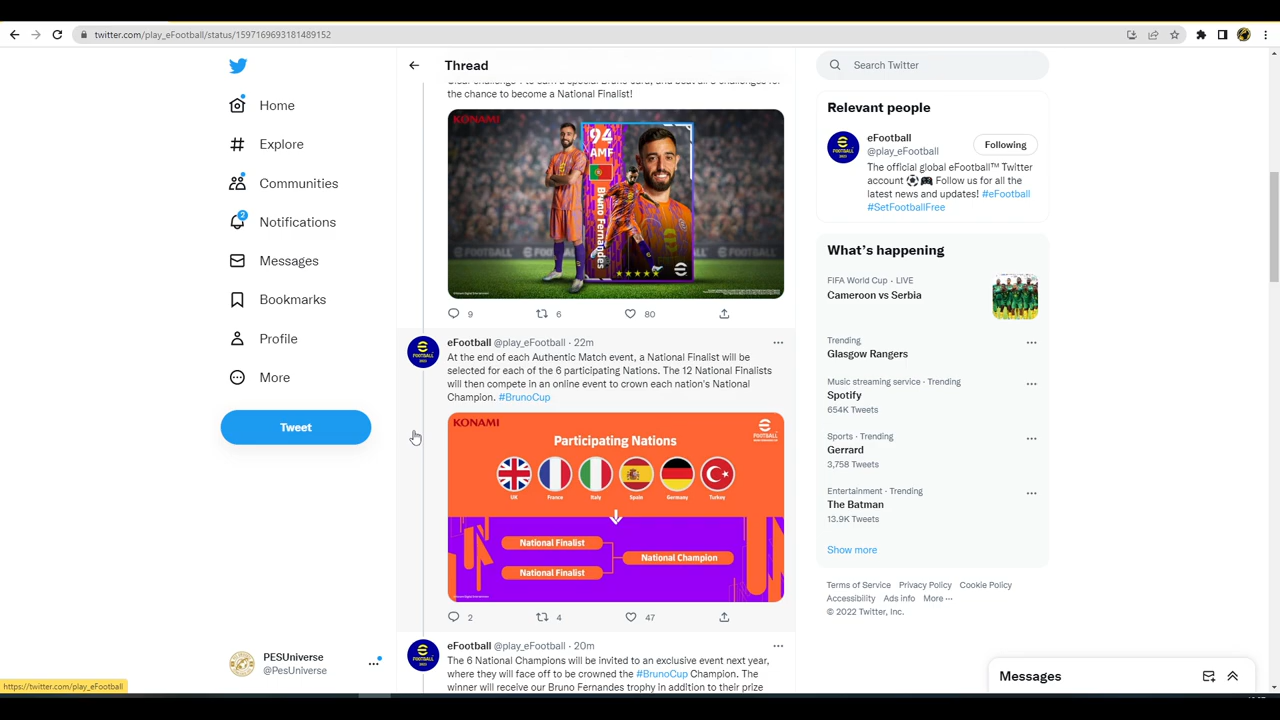 twitter.com/play_eFootball/status/1597169693181489152
Home
Explore
Communities
2
Notifications
Messages
Bookmarks
Profile
More
Tweet
PESUniverse
@PesUniverse
https://twitter.com/play_eFootball
Thread
the chance to become a National Finalist!
KONAMI
94
AMF
Bruno Fernandes
9
6
80
eFootball @play_eFootball · 22m
At the end of each Authentic Match event, a National Finalist will be
selected for each of the 6 participating Nations. The 12 National Finalists
will then compete in an online event to crown each nation's National
Champion. #BrunoCup
KONAMI
Participating Nations
UK France Italy Spain Germany Turkey
National Finalist
National Champion
National Finalist
2
4
47
eFootball @play_eFootball · 20m
The 6 National Champions will be invited to an exclusive event next year,
where they will face off to be crowned the #BrunoCup Champion. The
winner will receive our Bruno Fernandes trophy in addition to their prize
Search Twitter
Relevant people
eFootball
@play_eFootball
Following
The official global eFootball™ Twitter
account ⚽🎮 Follow us for all the
latest news and updates! #eFootball
#SetFootballFree
What's happening
FIFA World Cup · LIVE
Cameroon vs Serbia
Trending
Glasgow Rangers
Music streaming service · Trending
Spotify
654K Tweets
Sports · Trending
Gerrard
3,758 Tweets
Entertainment · Trending
The Batman
13.9K Tweets
Show more
Terms of Service Privacy Policy Cookie Policy
Accessibility Ads info More ···
© 2022 Twitter, Inc.
Messages